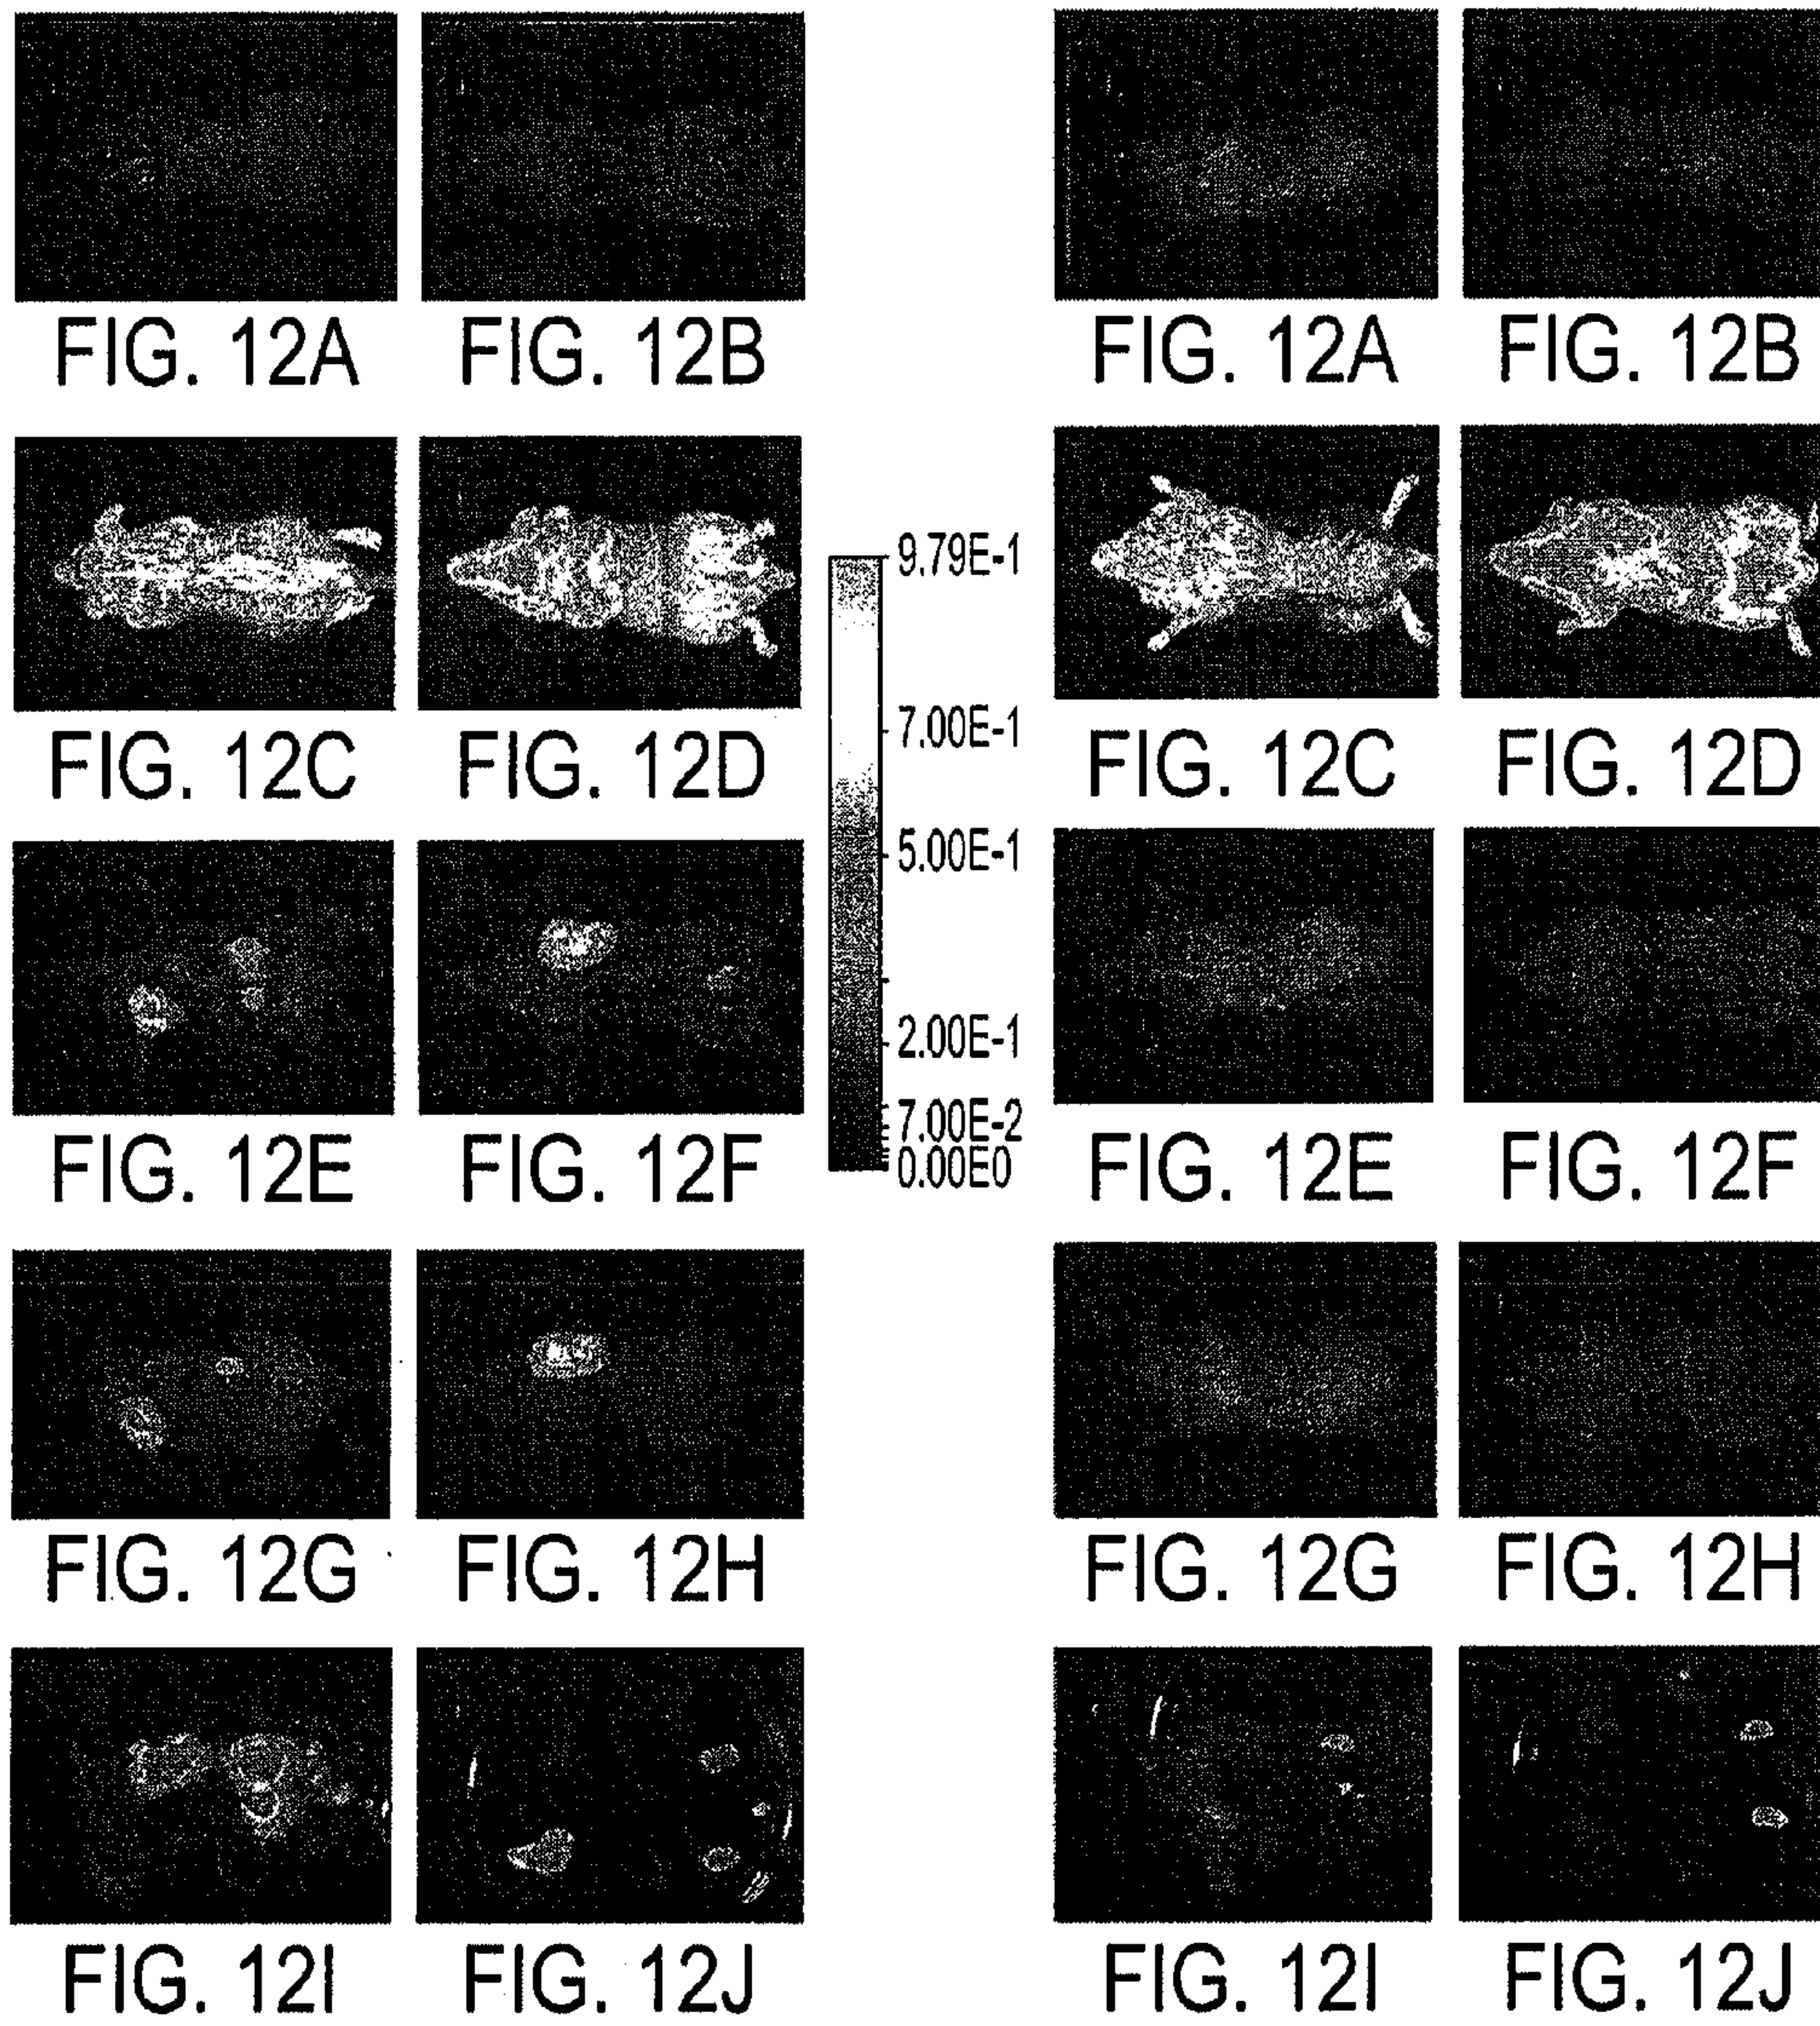 FIG. 12A FIG. 12B FIG. 12A FIG. 12B
FIG. 12C FIG. 12D FIG. 12C FIG. 12D
9.79E-1
7.00E-1
5.00E-1
2.00E-1
7.00E-2
0.00E0
FIG. 12E FIG. 12F FIG. 12E FIG. 12F
FIG. 12G FIG. 12H FIG. 12G FIG. 12H
FIG. 12I FIG. 12J FIG. 12I FIG. 12J